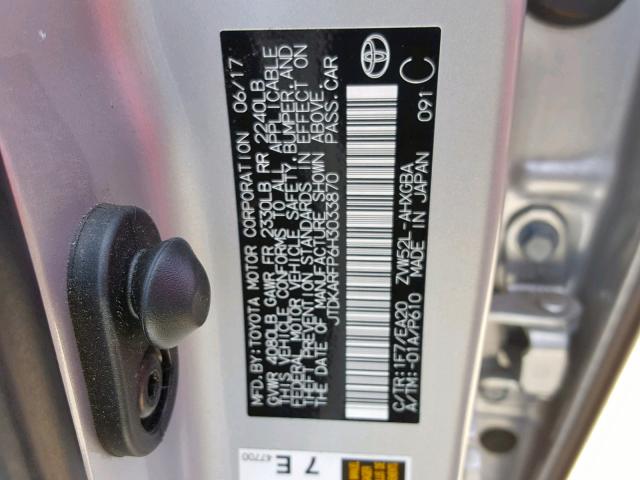 MFD.BY:TOYOTA MOTOR CORPORATION 06/17
GVWR 4080LB GAWR FR 2330LB RR 2240LB
THIS VEHICLE CONFORMS TO ALL APPLICABLE
FEDERAL MOTOR VEHICLE SAFETY, BUMPER, AND
THEFT PREVENTION STANDARDS IN EFFECT ON
THE DATE OF MANUFACTURE SHOWN ABOVE.
JTDKARFP6H3033870 PASS.CAR
C/TR:1F7/EA20 ZVW52L-AHXGBA 091 C
A/TM:-01A/P610 MADE IN JAPAN
47700
7 E